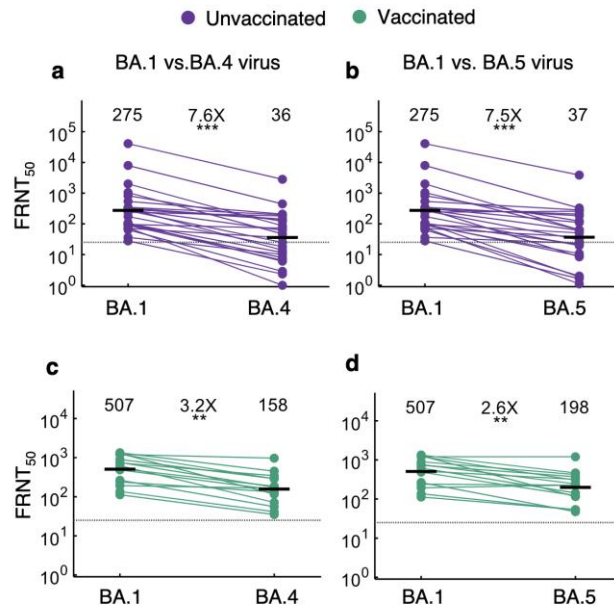 Unvaccinated Vaccinated
a b
BA.1 vs.BA.4 virus BA.1 vs. BA.5 virus
275 7.6X 36 275 7.5X 37
*** ***
FRNT50
10^5 10^5
10^4 10^4
10^3 10^3
10^2 10^2
10^1 10^1
10^0 10^0
BA.1 BA.4 BA.1 BA.5
c d
507 3.2X 158 507 2.6X 198
** **
FRNT50
10^4 10^4
10^3 10^3
10^2 10^2
10^1 10^1
10^0 10^0
BA.1 BA.4 BA.1 BA.5